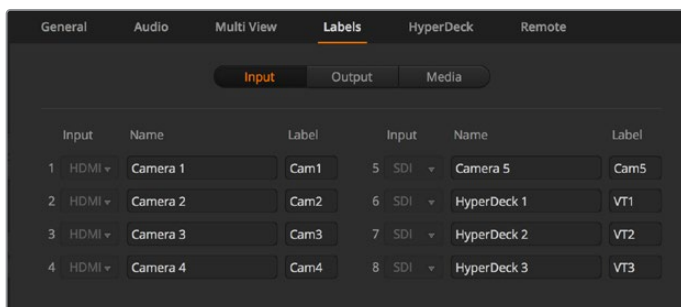 General Audio Multi View Labels HyperDeck Remote
Input Output Media
Input Name Label Input Name Label
1 HDMI Camera 1 Cam1 5 SDI Camera 5 Cam5
2 HDMI Camera 2 Cam2 6 SDI HyperDeck 1 VT1
3 HDMI Camera 3 Cam3 7 SDI HyperDeck 2 VT2
4 HDMI Camera 4 Cam4 8 SDI HyperDeck 3 VT3